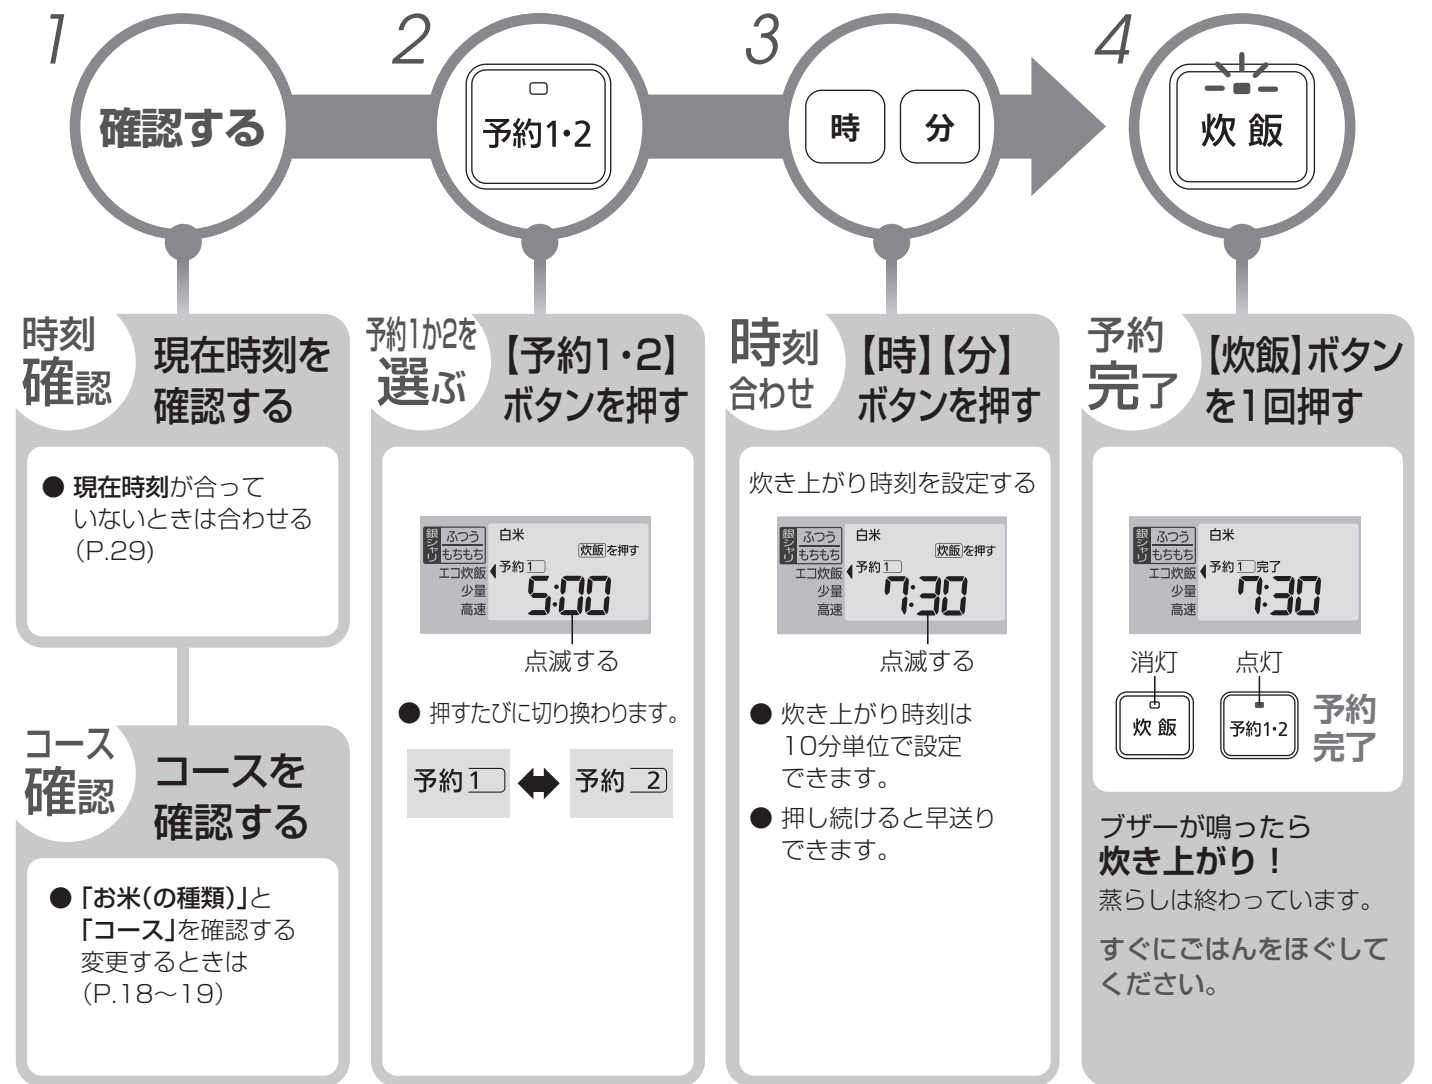 1
確認する
2
予約1・2
3
時
分
4
炊飯
時刻
確認
現在時刻を
確認する
● 現在時刻が合って
いないときは合わせる
（P.29)
コース
確認
コースを
確認する
● 「お米（の種類）」と
「コース」を確認する
変更するときは
（P.18～19）
予約1か2を
選ぶ
【予約1・2】
ボタンを押す
銀シャリ
ふつう
もちもち
エコ炊飯
少量
高速
白米
炊飯を押す
予約1
5:00
点滅する
● 押すたびに切り換わります。
予約1
予約2
時刻
合わせ
【時】【分】
ボタンを押す
炊き上がり時刻を設定する
銀シャリ
ふつう
もちもち
エコ炊飯
少量
高速
白米
炊飯を押す
予約1
7:30
点滅する
● 炊き上がり時刻は
10分単位で設定
できます。
● 押し続けると早送り
できます。
予約
完了
【炊飯】ボタン
を1回押す
銀シャリ
ふつう
もちもち
エコ炊飯
少量
高速
白米
予約1 完了
7:30
消灯
点灯
炊飯
予約1・2
予約
完了
ブザーが鳴ったら
炊き上がり！
蒸らしは終わっています。
すぐにごはんをほぐして
ください。